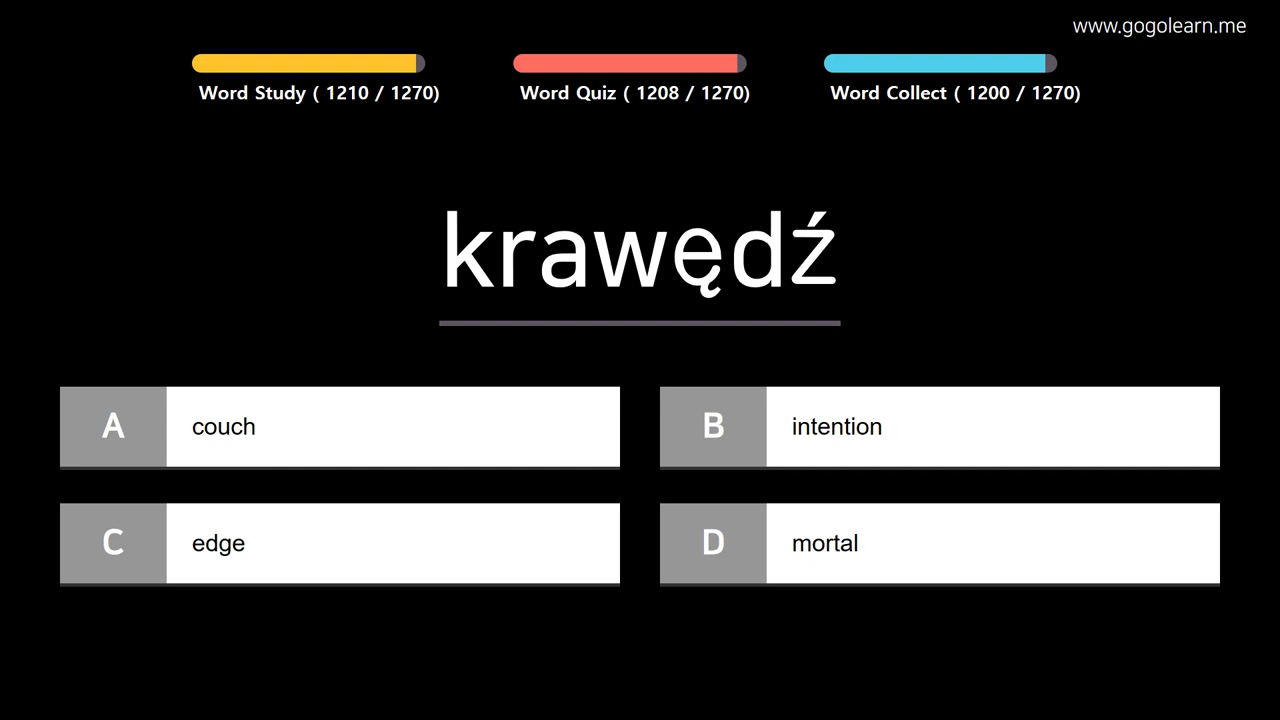 www.gogolearn.me
Word Study ( 1210 / 1270)
Word Quiz ( 1208 / 1270)
Word Collect ( 1200 / 1270)
krawędź
A couch
B intention
C edge
D mortal